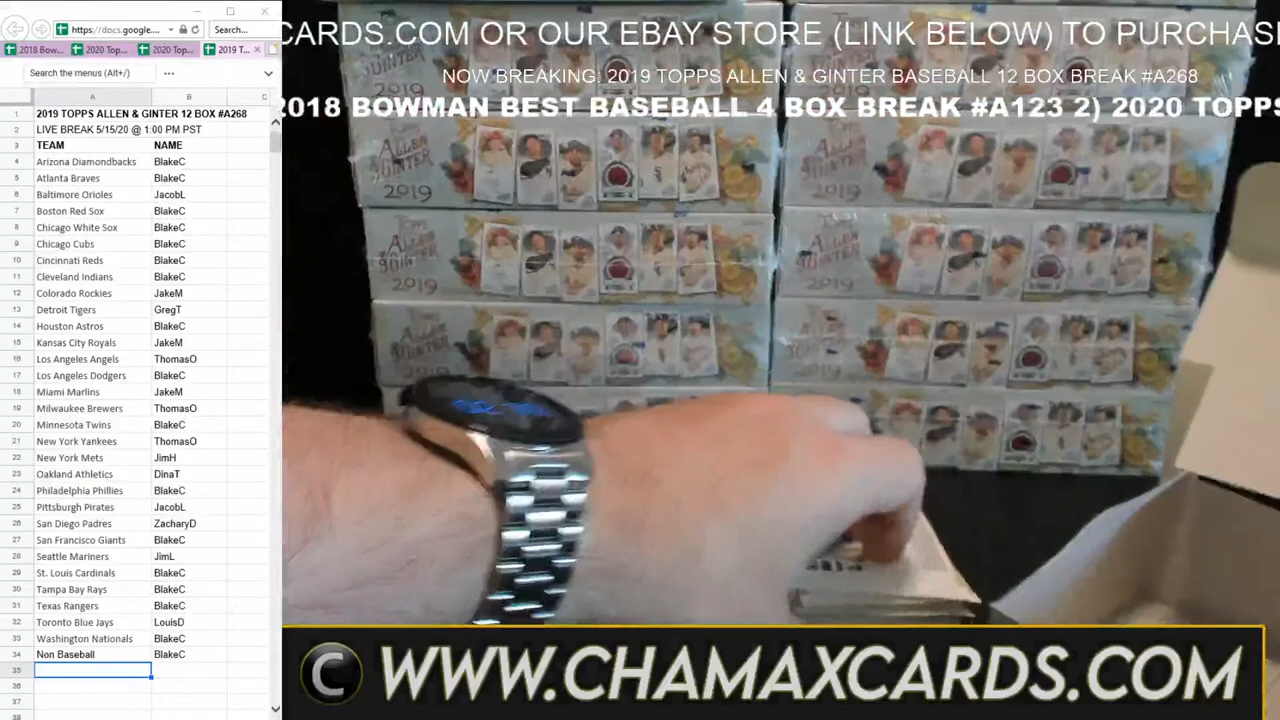 https://docs.google....
Search...
2018 Bow...
2020 Top...
2020 Top...
2019 T...
Search the menus (Alt+/)
A B C
1 2019 TOPPS ALLEN & GINTER 12 BOX #A268
2 LIVE BREAK 5/15/20 @ 1:00 PM PST
3 TEAM NAME
4 Arizona Diamondbacks BlakeC
5 Atlanta Braves BlakeC
6 Baltimore Orioles JacobL
7 Boston Red Sox BlakeC
8 Chicago White Sox BlakeC
9 Chicago Cubs BlakeC
10 Cincinnati Reds BlakeC
11 Cleveland Indians BlakeC
12 Colorado Rockies JakeM
13 Detroit Tigers GregT
14 Houston Astros BlakeC
15 Kansas City Royals JakeM
16 Los Angeles Angels ThomasO
17 Los Angeles Dodgers BlakeC
18 Miami Marlins JakeM
19 Milwaukee Brewers ThomasO
20 Minnesota Twins BlakeC
21 New York Yankees ThomasO
22 New York Mets JimH
23 Oakland Athletics DinaT
24 Philadelphia Phillies BlakeC
25 Pittsburgh Pirates JacobL
26 San Diego Padres ZacharyD
27 San Francisco Giants BlakeC
28 Seattle Mariners JimL
29 St. Louis Cardinals BlakeC
30 Tampa Bay Rays BlakeC
31 Texas Rangers BlakeC
32 Toronto Blue Jays LouisD
33 Washington Nationals BlakeC
34 Non Baseball BlakeC
35
36
37
38
CARDS.COM OR OUR EBAY STORE (LINK BELOW) TO PURCHAS
NOW BREAKING: 2019 TOPPS ALLEN & GINTER BASEBALL 12 BOX BREAK #A268
2018 BOWMAN BEST BASEBALL 4 BOX BREAK #A123 2) 2020 TOPPS
ALLEN
& GINTER
2019
ALLEN
& GINTER
2019
Topps
ALLEN
& GINTER
2019
ALLEN
& GINTER
2019
C WWW.CHAMAXCARDS.COM